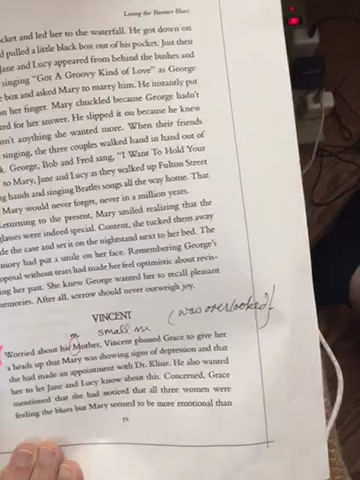 Losing the Boomer Blues
ocket and led her to the waterfall. He got down on
pulled a little black box out of his pocket. Just then
Jane and Lucy appeared from behind the bushes and
singing "Got A Groovy Kind of Love" as George
e box and asked Mary to marry him. He instantly put
on her finger. Mary chuckled because George hadn't
ted for her answer. He slipped it on because he knew
asn't anything she wanted more. When their friends
singing, the three couples walked hand in hand out of
k. George, Bob and Fred sang, "I Want To Hold Your
to Mary, Jane and Lucy as they walked up Fulton Street
ng hands and singing Beatles songs all the way home. That
Mary would never forget, never in a million years.
Returning to the present, Mary smiled realizing that the
glasses were indeed special. Content, she tucked them away
de the case and set it on the nightstand next to her bed. The
mory had put a smile on her face. Remembering George's
oposal without tears had made her feel optimistic about revis-
ng her past. She knew George wanted her to recall pleasant
memories. After all, sorrow should never outweigh joy.
VINCENT
(was overlooked)
m small m
Worried about his Mother, Vincent phoned Grace to give her
a heads up that Mary was showing signs of depression and that
she had made an appointment with Dr. Kline. He also wanted
her to let Jane and Lucy know about this. Concerned, Grace
mentioned that she had noticed that all three women were
feeling the blues but Mary seemed to be more emotional than